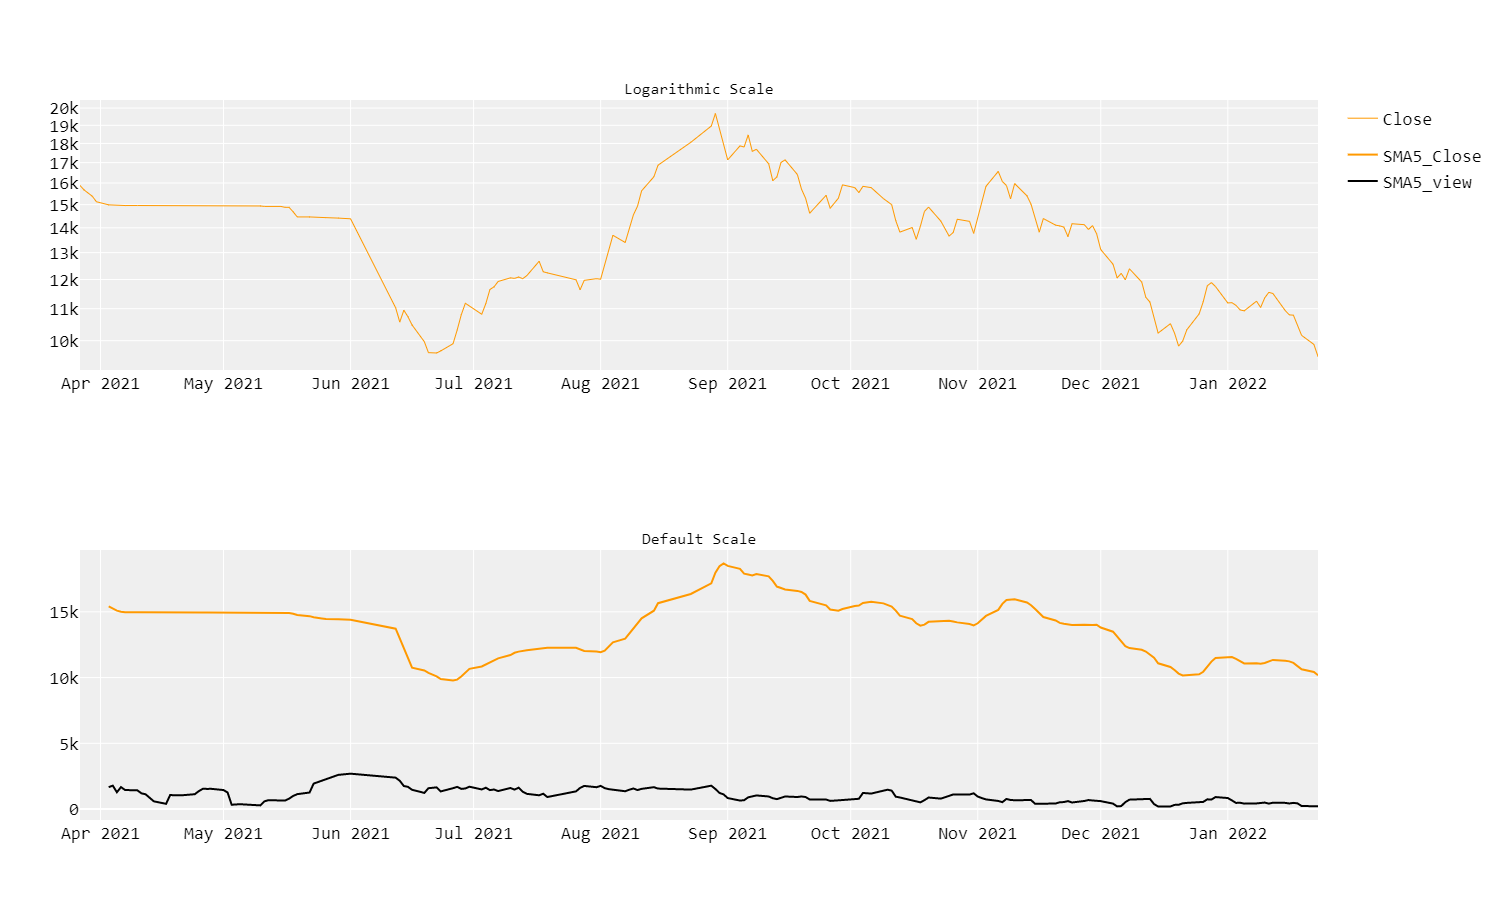 Logarithmic Scale
20k
19k
18k
17k
16k
15k
14k
13k
12k
11k
10k
Apr 2021 May 2021 Jun 2021 Jul 2021 Aug 2021 Sep 2021 Oct 2021 Nov 2021 Dec 2021 Jan 2022
Close
SMA5_Close
SMA5_view
Default Scale
15k
10k
5k
0
Apr 2021 May 2021 Jun 2021 Jul 2021 Aug 2021 Sep 2021 Oct 2021 Nov 2021 Dec 2021 Jan 2022